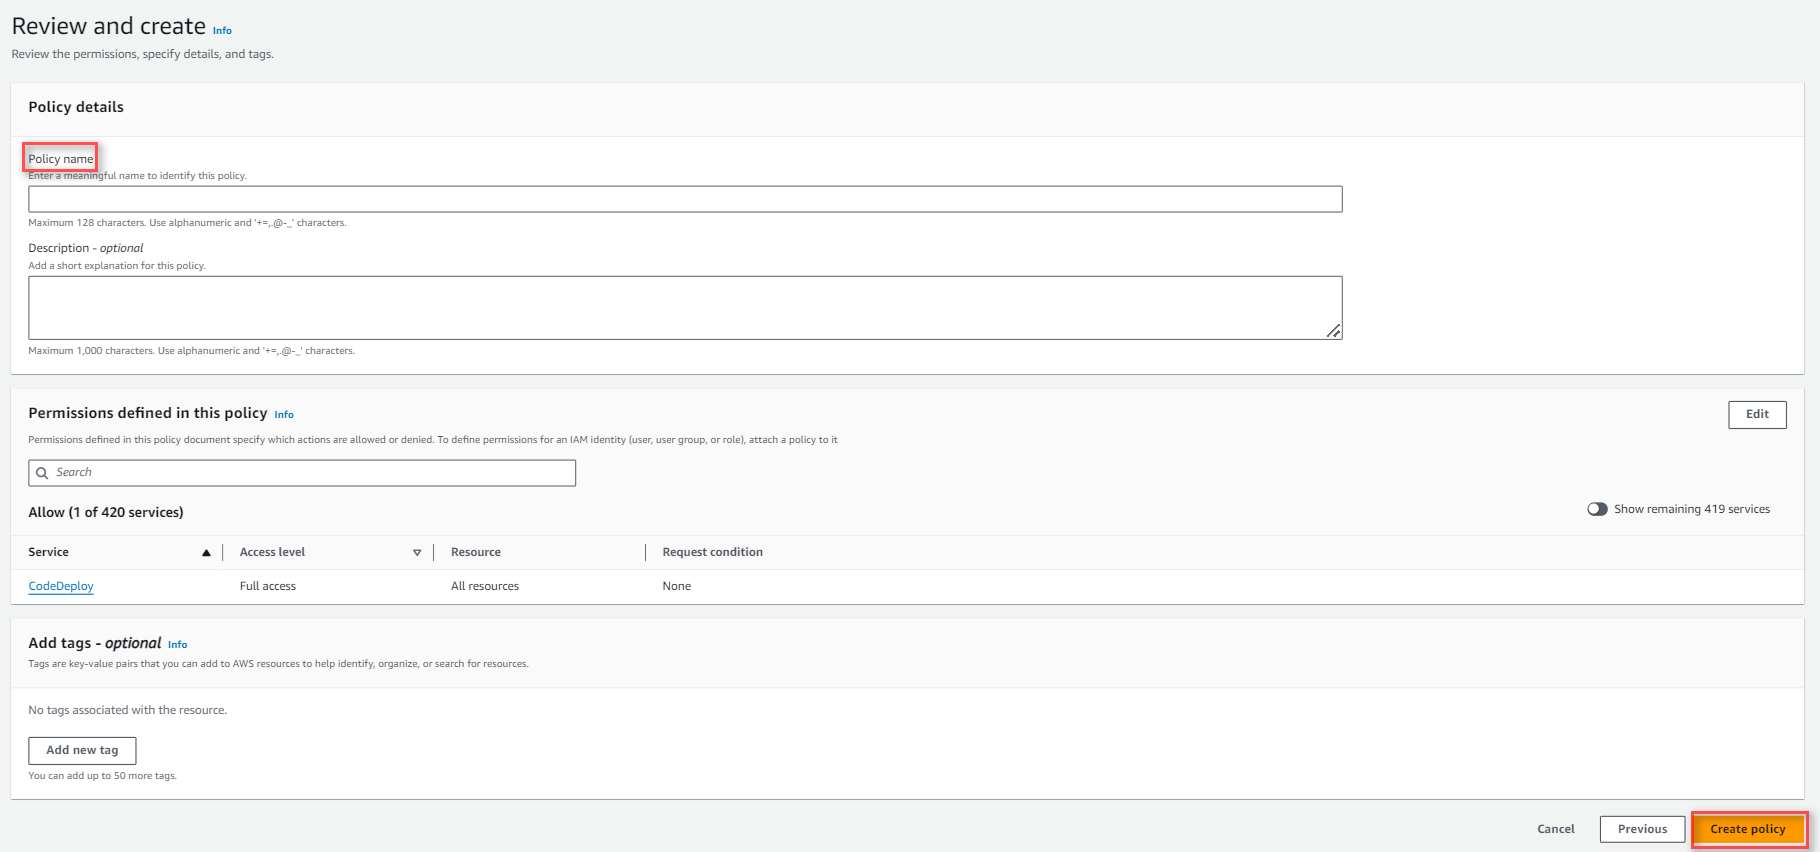 Review and create Info
Review the permissions, specify details, and tags.
Policy details
Policy name
Enter a meaningful name to identify this policy.
Maximum 128 characters. Use alphanumeric and '+=,.@-_' characters.
Description - optional
Add a short explanation for this policy.
Maximum 1,000 characters. Use alphanumeric and '+=,.@-_' characters.
Permissions defined in this policy Info
Edit
Permissions defined in this policy document specify which actions are allowed or denied. To define permissions for an IAM identity (user, user group, or role), attach a policy to it
Search
Allow (1 of 420 services)
Show remaining 419 services
Service Access level Resource Request condition
CodeDeploy Full access All resources None
Add tags - optional Info
Tags are key-value pairs that you can add to AWS resources to help identify, organize, or search for resources.
No tags associated with the resource.
Add new tag
You can add up to 50 more tags.
Cancel Previous Create policy